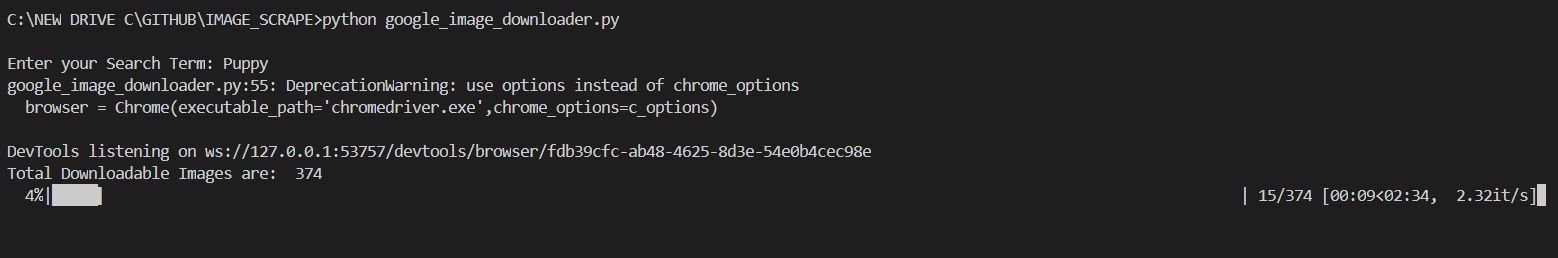 C:\NEW DRIVE C\GITHUB\IMAGE_SCRAPE>python google_image_downloader.py
Enter your Search Term: Puppy
google_image_downloader.py:55: DeprecationWarning: use options instead of chrome_options
  browser = Chrome(executable_path='chromedriver.exe',chrome_options=c_options)
DevTools listening on ws://127.0.0.1:53757/devtools/browser/fdb39cfc-ab48-4625-8d3e-54e0b4cec98e
Total Downloadable Images are:  374
  4%|█████ | 15/374 [00:09<02:34,  2.32it/s]